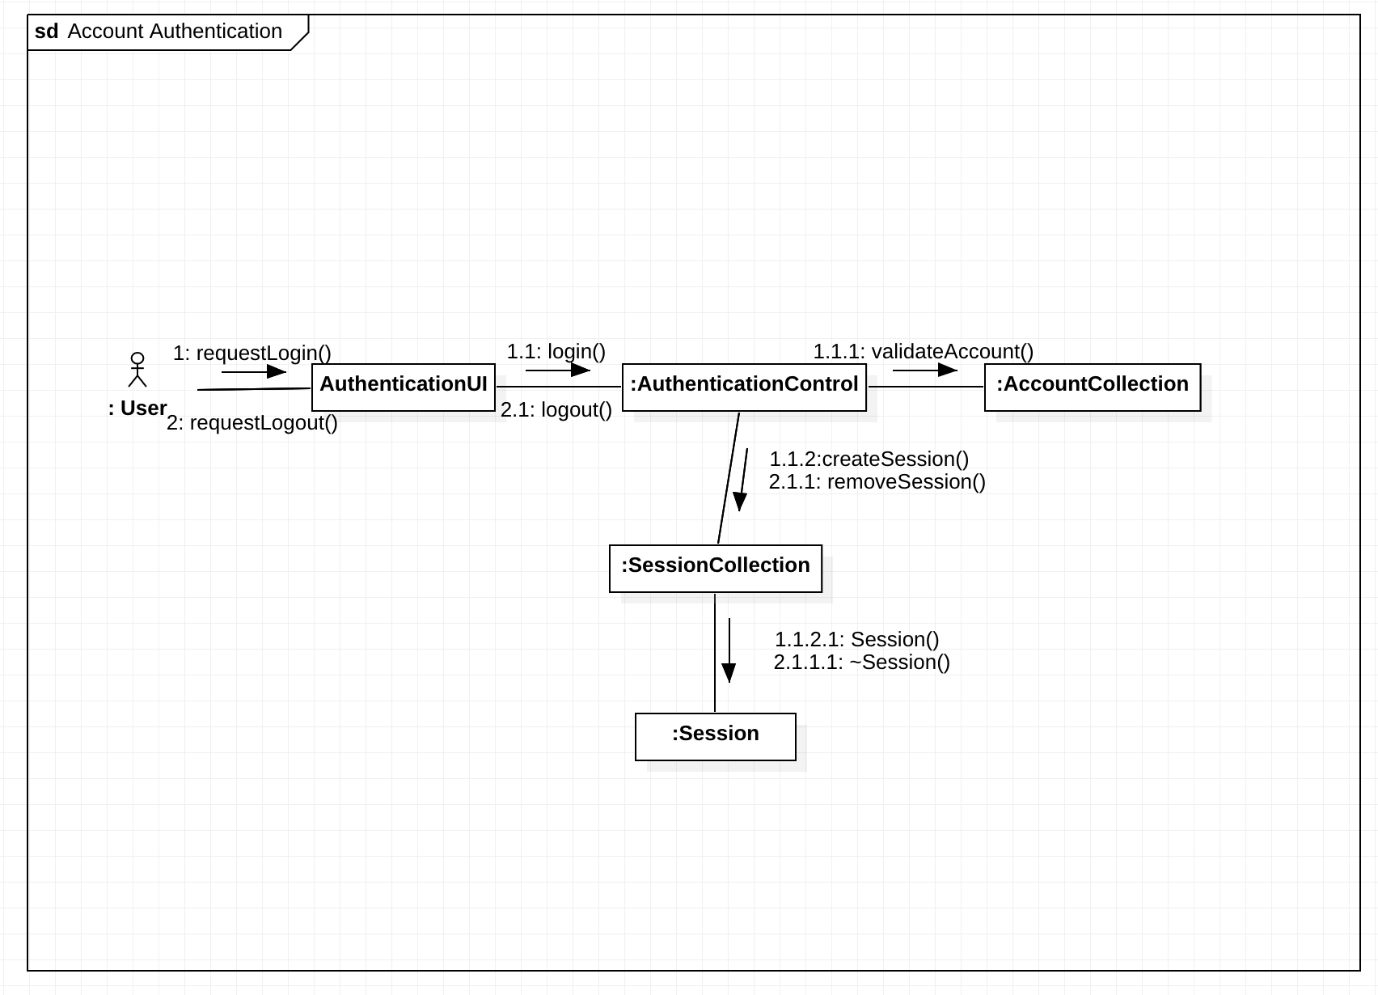 sd Account Authentication
1: requestLogin()
1.1: login()
1.1.1: validateAccount()
: User
AuthenticationUI
:AuthenticationControl
:AccountCollection
2: requestLogout()
2.1: logout()
1.1.2:createSession()
2.1.1: removeSession()
:SessionCollection
1.1.2.1: Session()
2.1.1.1: ~Session()
:Session